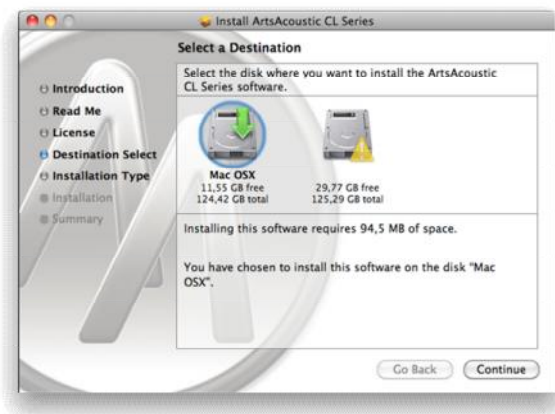 Install ArtsAcoustic CL Series
Select a Destination
Introduction
Read Me
License
Destination Select
Installation Type
Installation
Summary
Select the disk where you want to install the ArtsAcoustic
CL Series software.
Mac OSX
11,55 GB free
124,42 GB total
29,77 GB free
125,29 GB total
Installing this software requires 94,5 MB of space.
You have chosen to install this software on the disk "Mac
OSX".
Go Back
Continue